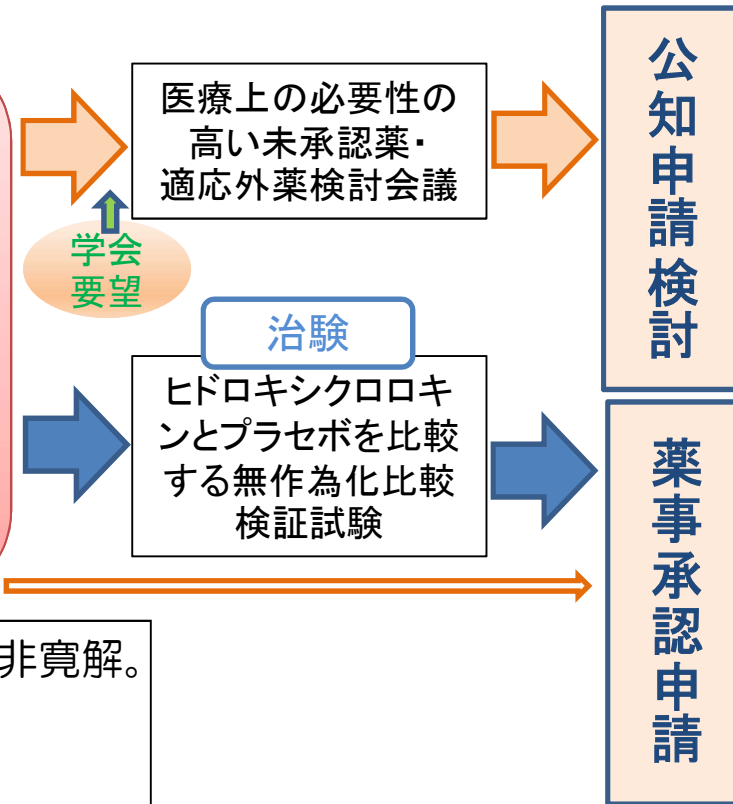 医療上の必要性の
高い未承認薬・
適応外薬検討会議
学会
要望
公知申請検討
治験
ヒドロキシクロロキ
ンとプラセボを比較
する無作為化比較
検証試験
薬事承認申請
非寛解。